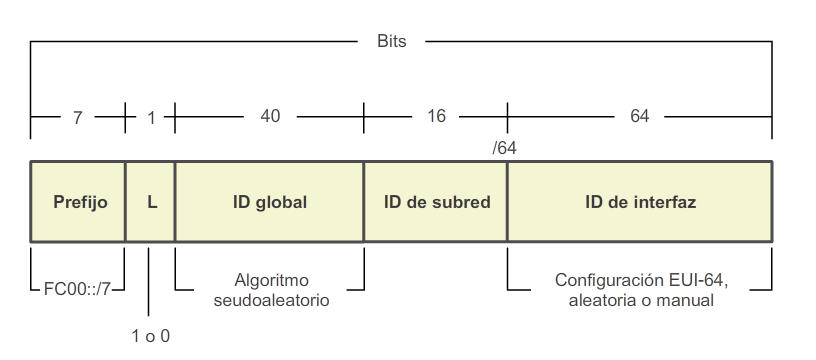 Bits
7 1 40 16 64
/64
Prefijo L ID global ID de subred ID de interfaz
FC00::/7
Algoritmo
seudoaleatorio
Configuración EUI-64,
aleatoria o manual
1 o 0